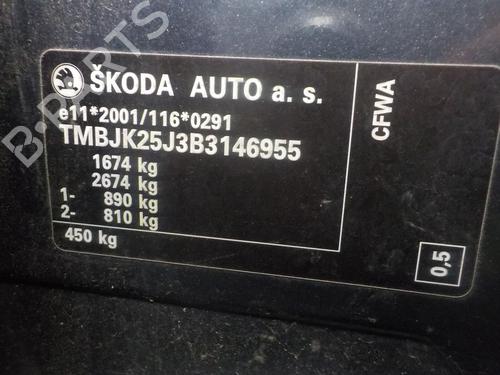 ŠKODA AUTO a. s.
e11*2001/116*0291
TMBJK25J3B3146955
1674 kg
2674 kg
1- 890 kg
2- 810 kg
450 kg
CFWA
0,5
B-PARTS